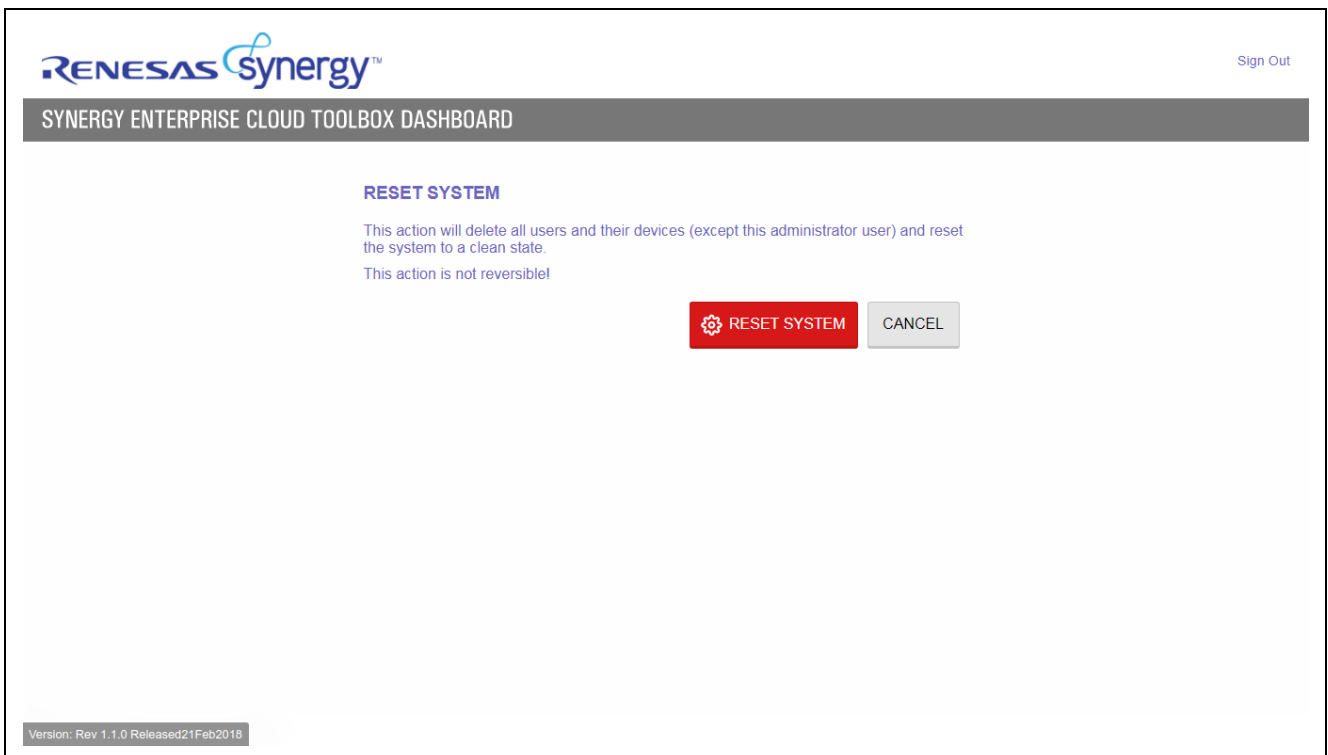 RENESAS synergy™
Sign Out
SYNERGY ENTERPRISE CLOUD TOOLBOX DASHBOARD
RESET SYSTEM
This action will delete all users and their devices (except this administrator user) and reset
the system to a clean state.
This action is not reversible!
RESET SYSTEM
CANCEL
Version: Rev 1.1.0 Released21Feb2018